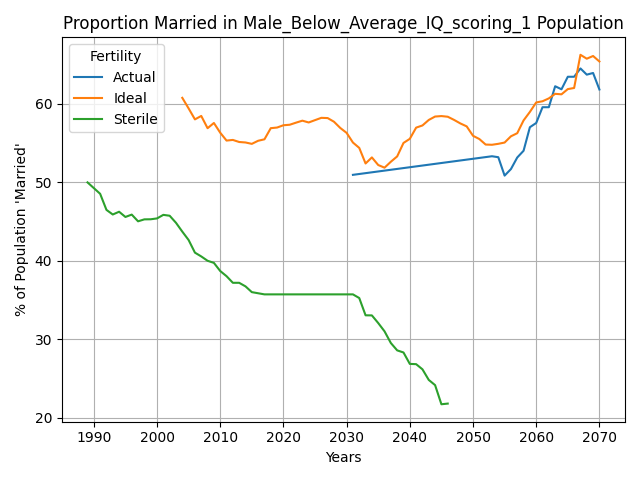 Proportion Married in Male_Below_Average_IQ_scoring_1 Population
Fertility
Actual
Ideal
Sterile
% of Population 'Married'
60
50
40
30
20
1990 2000 2010 2020 2030 2040 2050 2060 2070
Years